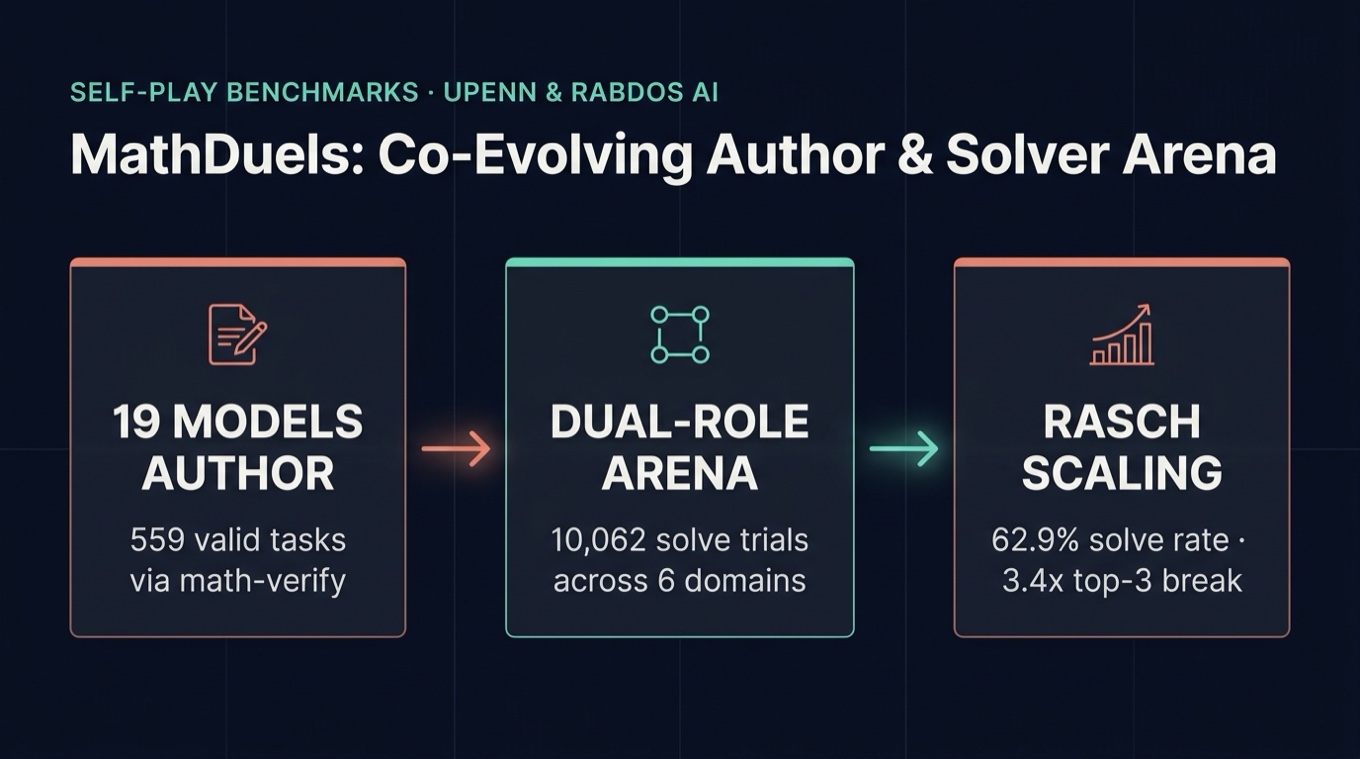 SELF-PLAY BENCHMARKS · UPENN & RABDOS AI
MathDuels: Co-Evolving Author & Solver Arena
19 MODELS
AUTHOR
559 valid tasks
via math-verify
DUAL-ROLE
ARENA
10,062 solve trials
across 6 domains
RASCH
SCALING
62.9% solve rate ·
3.4x top-3 break